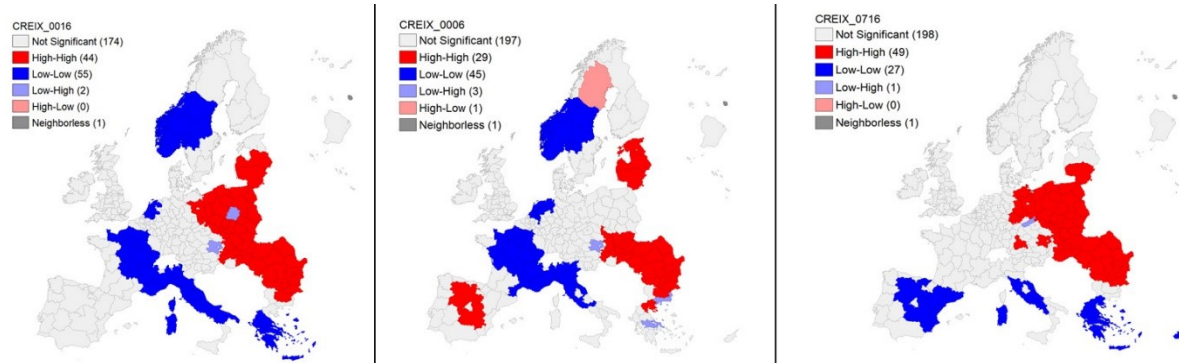 CREIX_0016
Not Significant (174)
High-High (44)
Low-Low (55)
Low-High (2)
High-Low (0)
Neighborless (1)
CREIX_0006
Not Significant (197)
High-High (29)
Low-Low (45)
Low-High (3)
High-Low (1)
Neighborless (1)
CREIX_0716
Not Significant (198)
High-High (49)
Low-Low (27)
Low-High (1)
High-Low (0)
Neighborless (1)